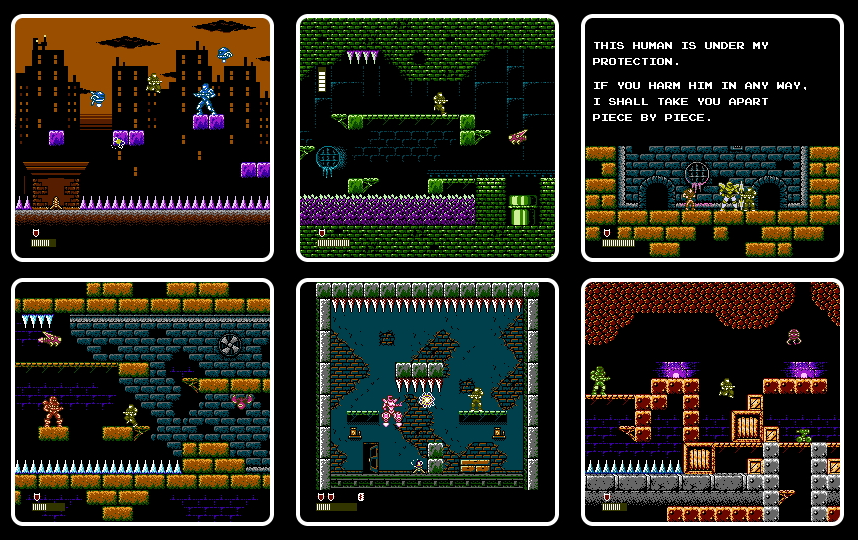 THIS HUMAN IS UNDER MY
PROTECTION.
IF YOU HARM HIM IN ANY WAY,
I SHALL TAKE YOU APART
PIECE BY PIECE.